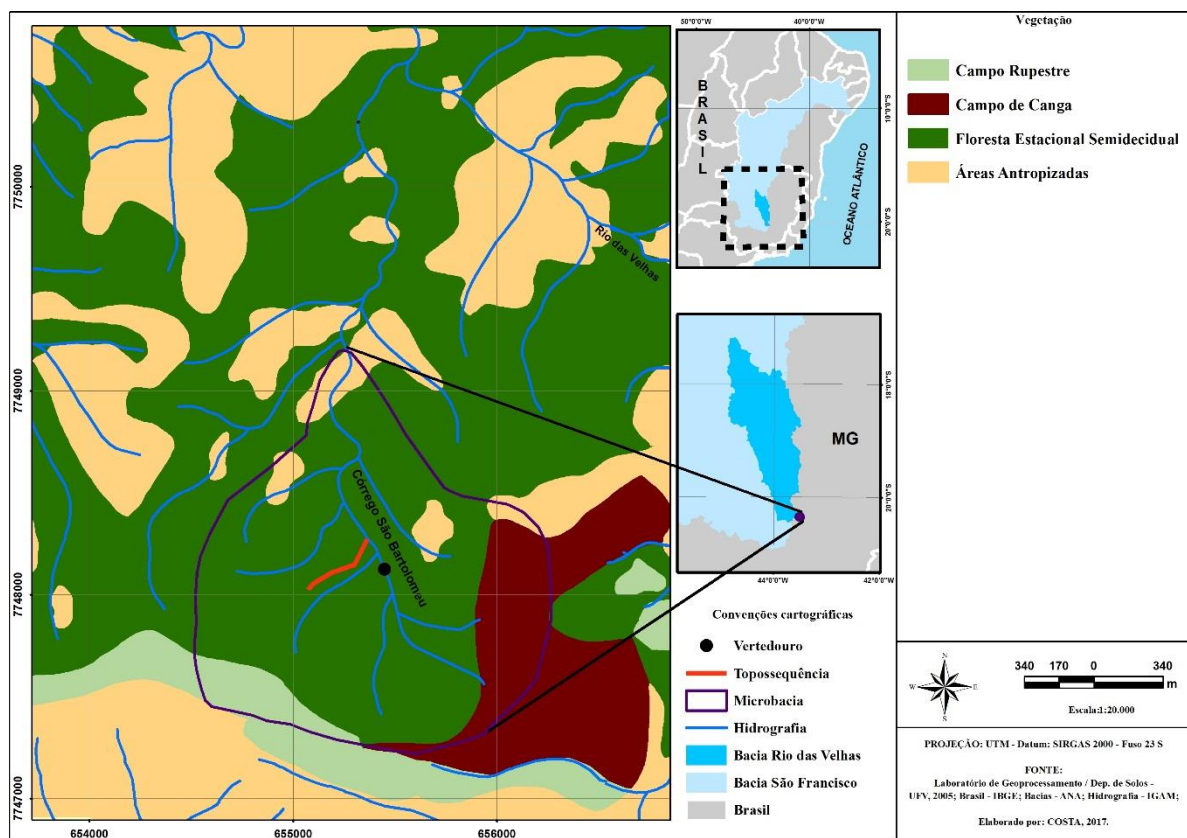 7750000
7749000
7748000
7747000
654000
655000
656000
Rio das Velhas
Córrego São Bartolomeu
50°0'0"W
40°0'0"W
10°0'0"S
20°0'0"S
BRASIL
OCEANO ATLÂNTICO
MG
18°0'0"S
20°0'0"S
44°0'0"W
42°0'0"W
Convenções cartográficas
Vertedouro
Topossequência
Microbacia
Hidrografia
Bacia Rio das Velhas
Bacia São Francisco
Brasil
Vegetação
Campo Rupestre
Campo de Canga
Floresta Estacional Semidecidual
Áreas Antropizadas
N
W
E
S
340 170 0 340
m
Escala:1:20.000
PROJEÇÃO: UTM - Datum: SIRGAS 2000 - Fuso 23 S
FONTE:
Laboratório de Geoprocessamento / Dep. de Solos -
UFV, 2005; Brasil - IBGE; Bacias - ANA; Hidrografia - IGAM;
Elaborado por: COSTA, 2017.